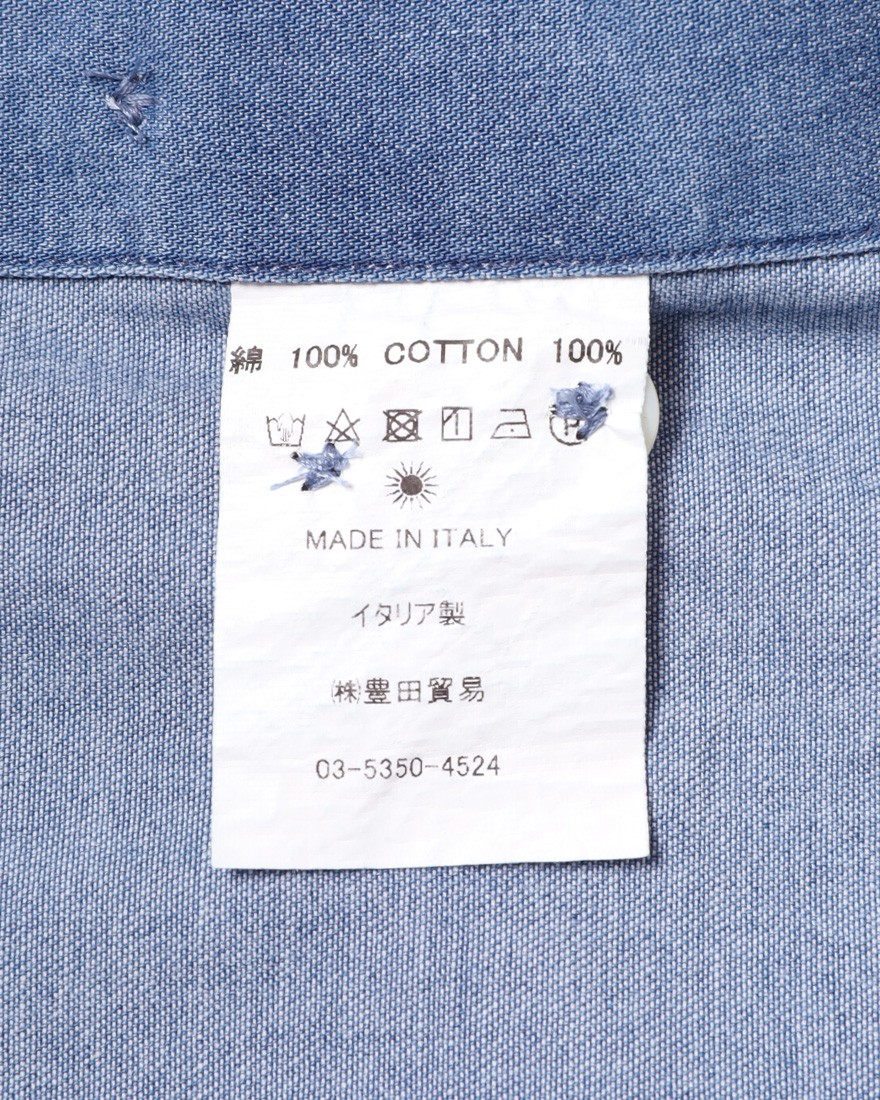 綿 100% COTTON 100%
P
MADE IN ITALY
イタリア製
㈱豊田貿易
03-5350-4524